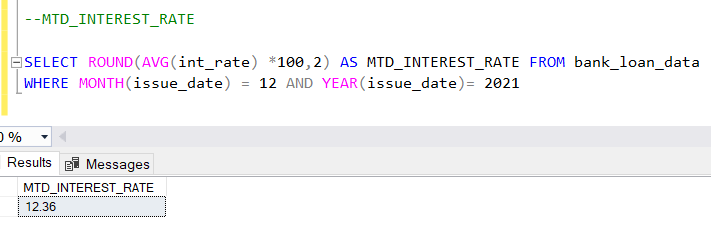 --MTD_INTEREST_RATE
SELECT ROUND(AVG(int_rate) *100,2) AS MTD_INTEREST_RATE FROM bank_loan_data
WHERE MONTH(issue_date) = 12 AND YEAR(issue_date)= 2021
0 %
Results Messages
MTD_INTEREST_RATE
12.36